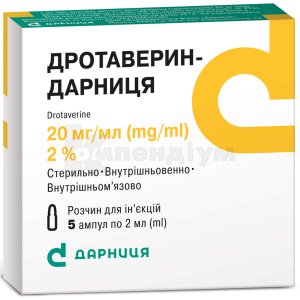 ДРОТАВЕРИН-
ДАРНИЦЯ
Drotaverine
20 мг/мл (mg/ml)
2 %
Компендіум
Стерильно•Внутрішньовенно•
Внутрішньом'язово
Розчин для ін'єкцій
5 ампул по 2 мл (ml)
ДАРНИЦЯ